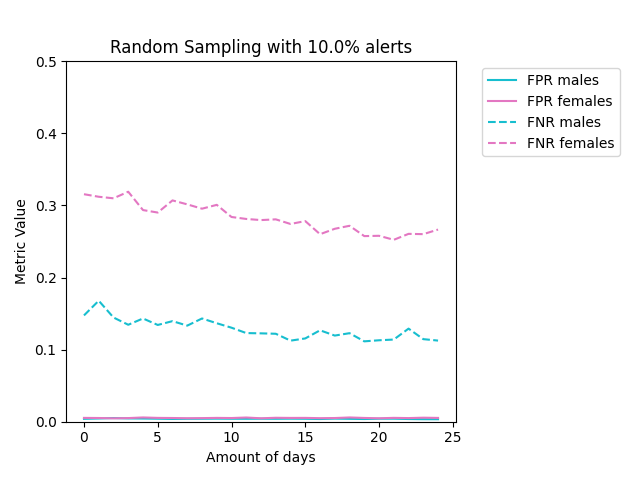 Random Sampling with 10.0% alerts
0.5
0.4
0.3
0.2
0.1
0.0
Metric Value
0
5
10
15
20
25
Amount of days
FPR males
FPR females
FNR males
FNR females